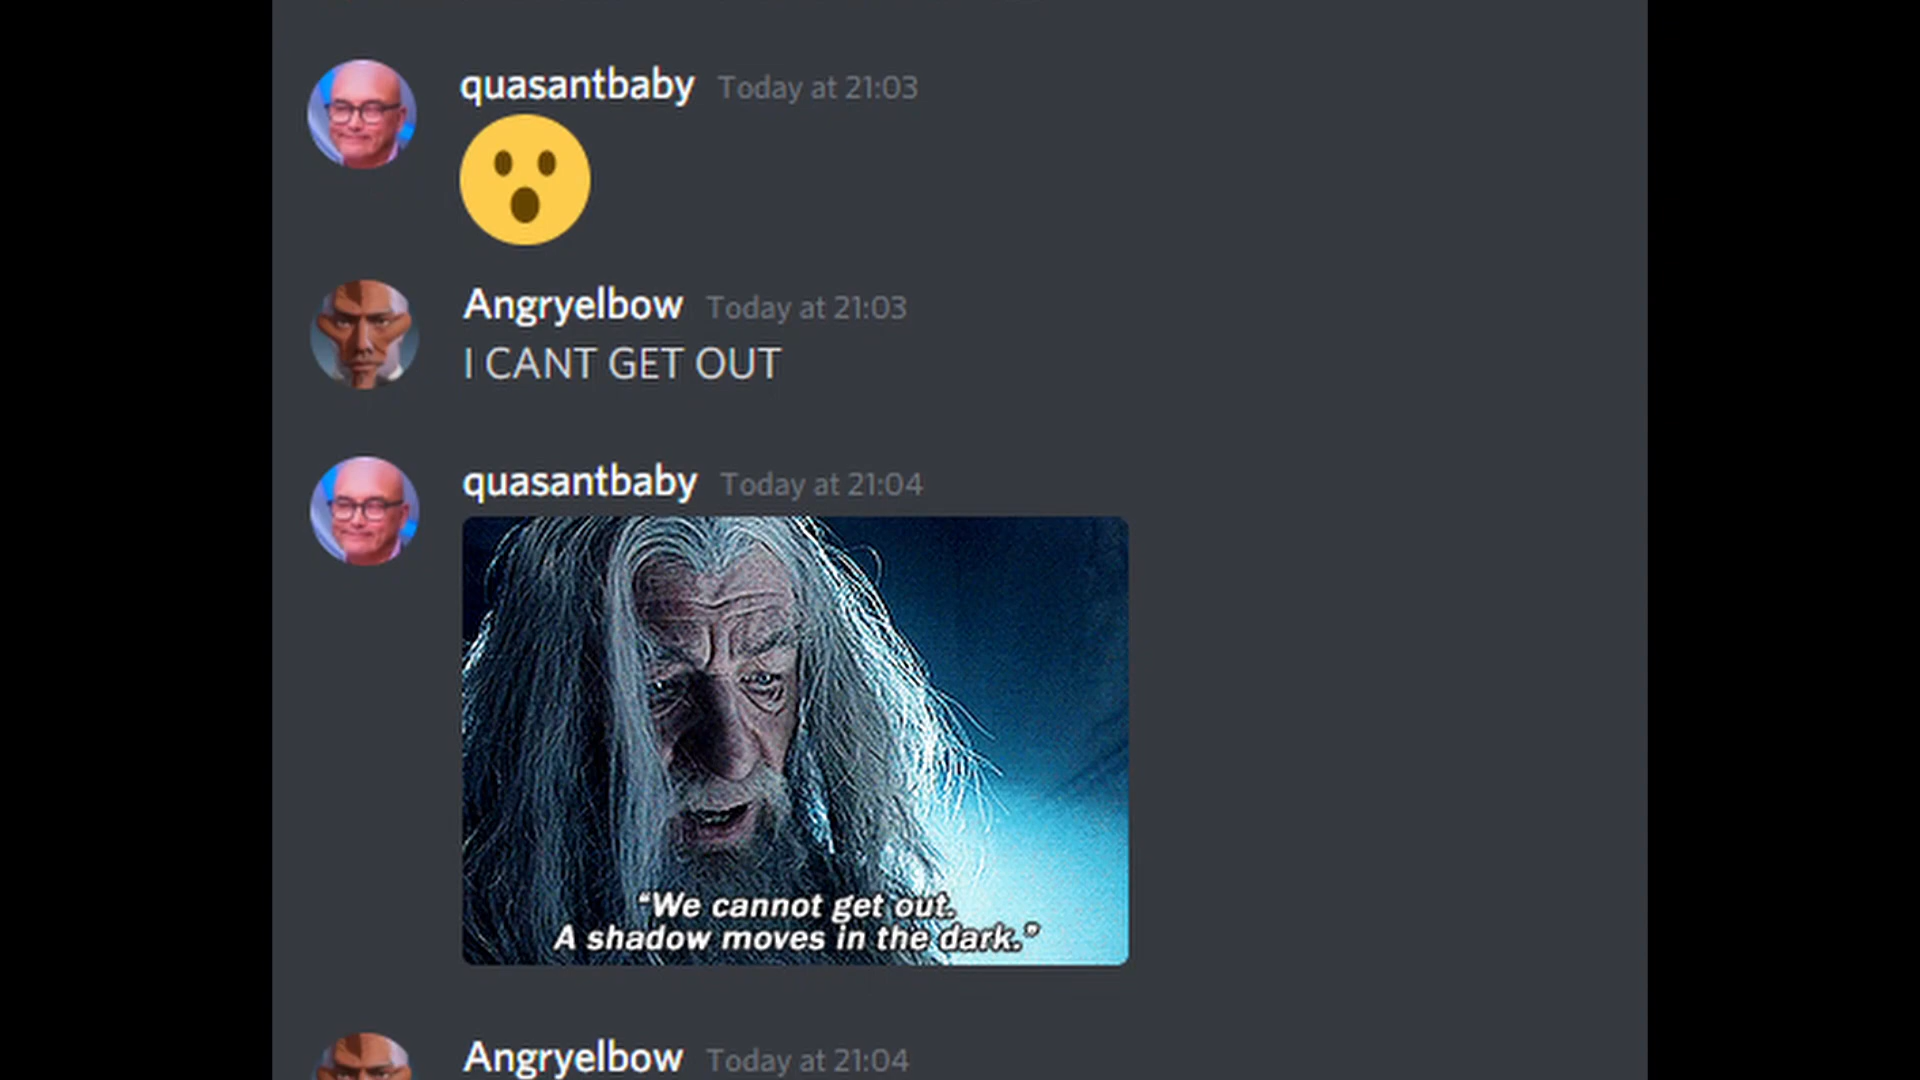 quasantbaby Today at 21:03
Angryelbow Today at 21:03
I CANT GET OUT
quasantbaby Today at 21:04
“We cannot get out.
A shadow moves in the dark.”
Angryelbow Today at 21:04